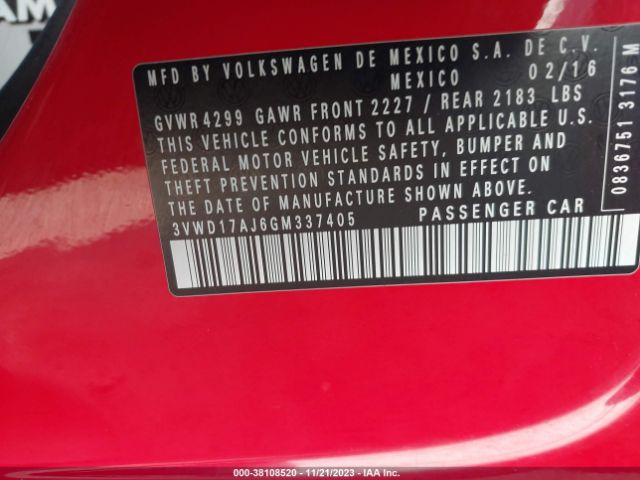 AM
MFD BY VOLKSWAGEN DE MEXICO S.A. DE C.V.
MEXICO 02/16
GVWR 4299 GAWR FRONT 2227 / REAR 2183 LBS
THIS VEHICLE CONFORMS TO ALL APPLICABLE U.S.
FEDERAL MOTOR VEHICLE SAFETY, BUMPER AND
THEFT PREVENTION STANDARDS IN EFFECT ON
THE DATE OF MANUFACTURE SHOWN ABOVE.
3VWD17AJ6GM337405 PASSENGER CAR
0836751 3176 M
000-38108520 - 11/21/2023 - IAA Inc.